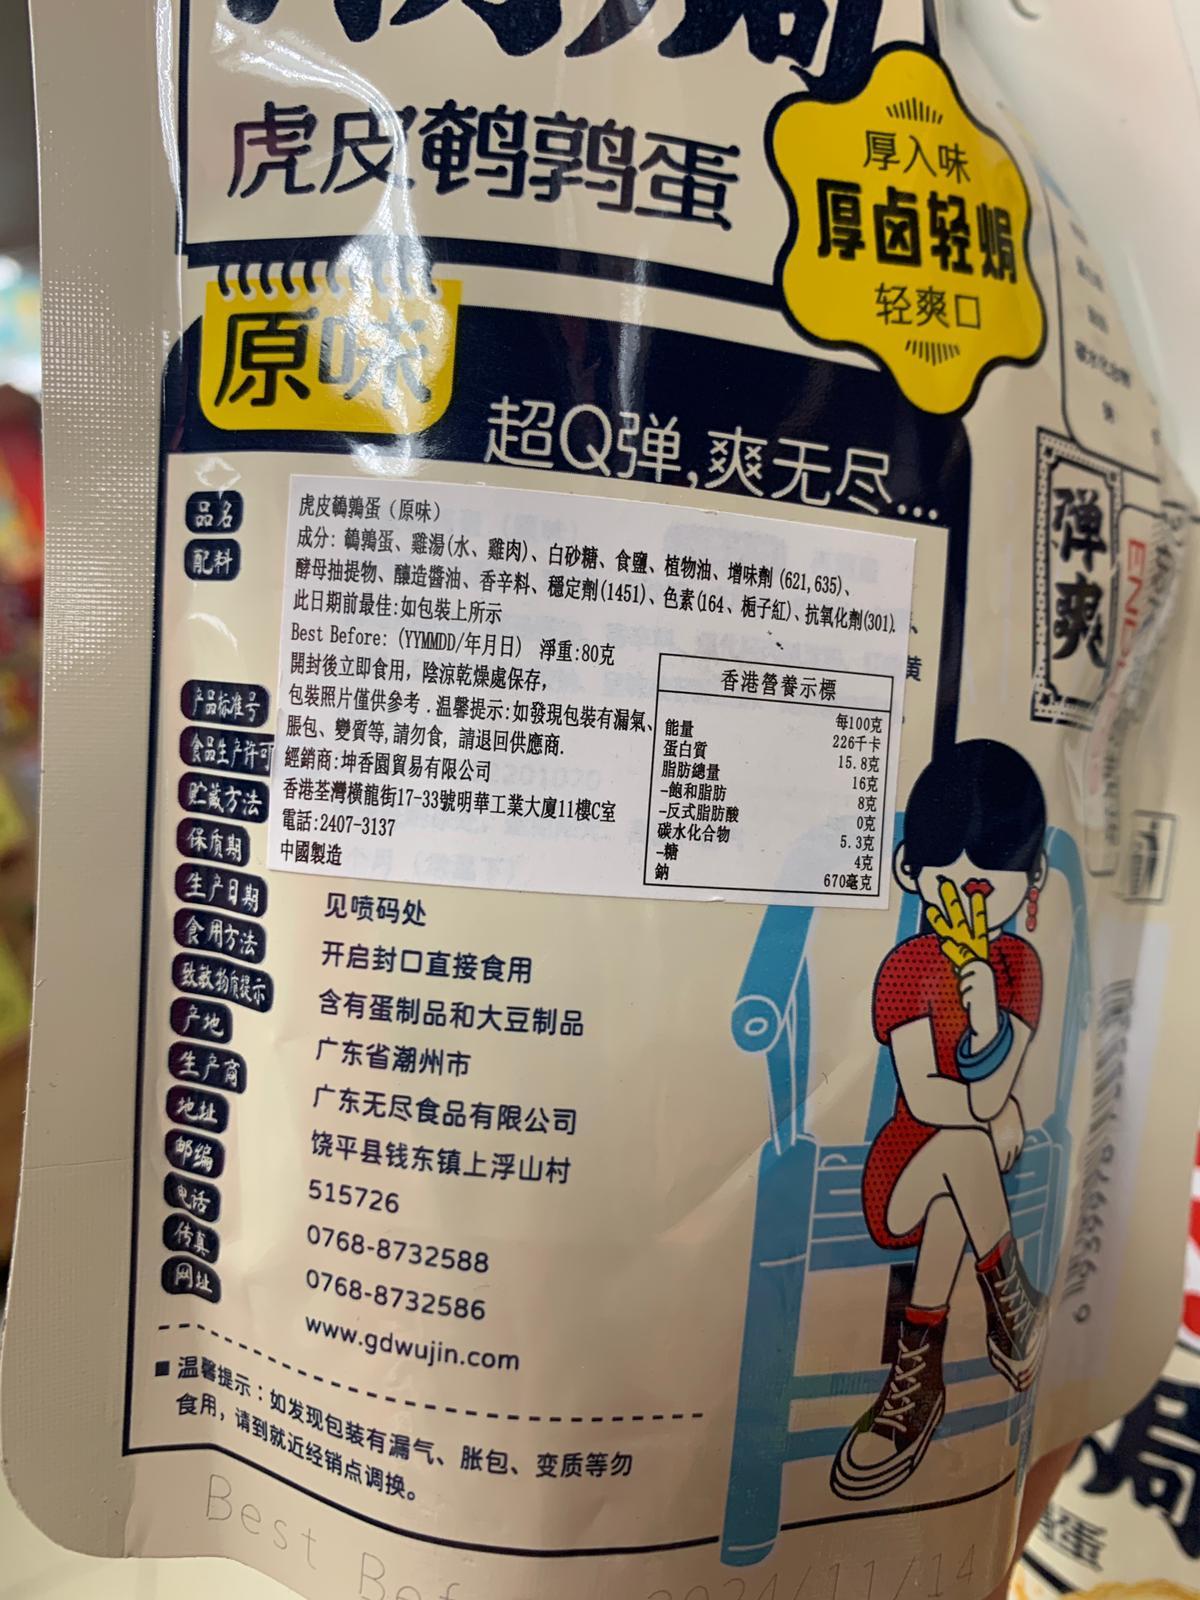 虎皮鹌鹑蛋
厚入味
厚卤轻焗
轻爽口
原味
超Q弹,爽无尽...
弹爽
品名
配料
产品标准号
食品生产许可
贮藏方法
保质期
生产日期
食用方法
致敏物质提示
产地
生产商
地址
邮编
电话
传真
网址
虎皮鵪鶉蛋（原味）
成分: 鵪鶉蛋、雞湯(水、雞肉)、白砂糖、食鹽、植物油、增味劑 (621,635)、
酵母抽提物、釀造醬油、香辛料、穩定劑(1451)、色素(164、梔子紅)、抗氧化劑(301).
此日期前最佳:如包裝上所示
Best Before: (YYMMDD/年月日) 淨重:80克
開封後立即食用，陰涼乾燥處保存,
包裝照片僅供參考．温馨提示:如發現包裝有漏氣、
脹包、變質等,請勿食, 請退回供應商.
經銷商:坤香園貿易有限公司
香港荃灣橫龍街17-33號明華工業大廈11樓C室
電話:2407-3137
中國製造
香港營養示標
每100克
能量 226千卡
蛋白質 15.8克
脂肪總量 16克
-飽和脂肪 8克
-反式脂肪酸 0克
碳水化合物 5.3克
-糖 4克
鈉 670毫克
黄
见喷码处
开启封口直接食用
含有蛋制品和大豆制品
广东省潮州市
广东无尽食品有限公司
饶平县钱东镇上浮山村
515726
0768-8732588
0768-8732586
www.gdwujin.com
■ 温馨提示：如发现包装有漏气、胀包、变质等勿
食用，请到就近经销点调换。
Best Bef 2024/11/14